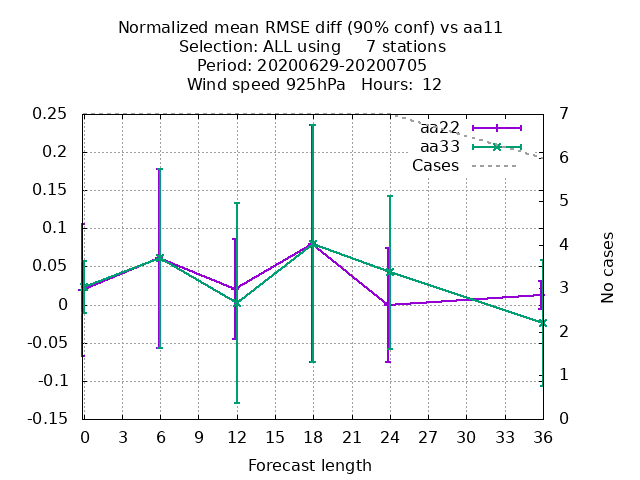 Normalized mean RMSE diff (90% conf) vs aa11
Selection: ALL using     7 stations
Period: 20200629-20200705
Wind speed 925hPa   Hours:  12
0.25
0.2
0.15
0.1
0.05
0
-0.05
-0.1
-0.15
7
6
5
4
3
2
1
0
aa22
aa33
Cases
No cases
0 3 6 9 12 15 18 21 24 27 30 33 36
Forecast length